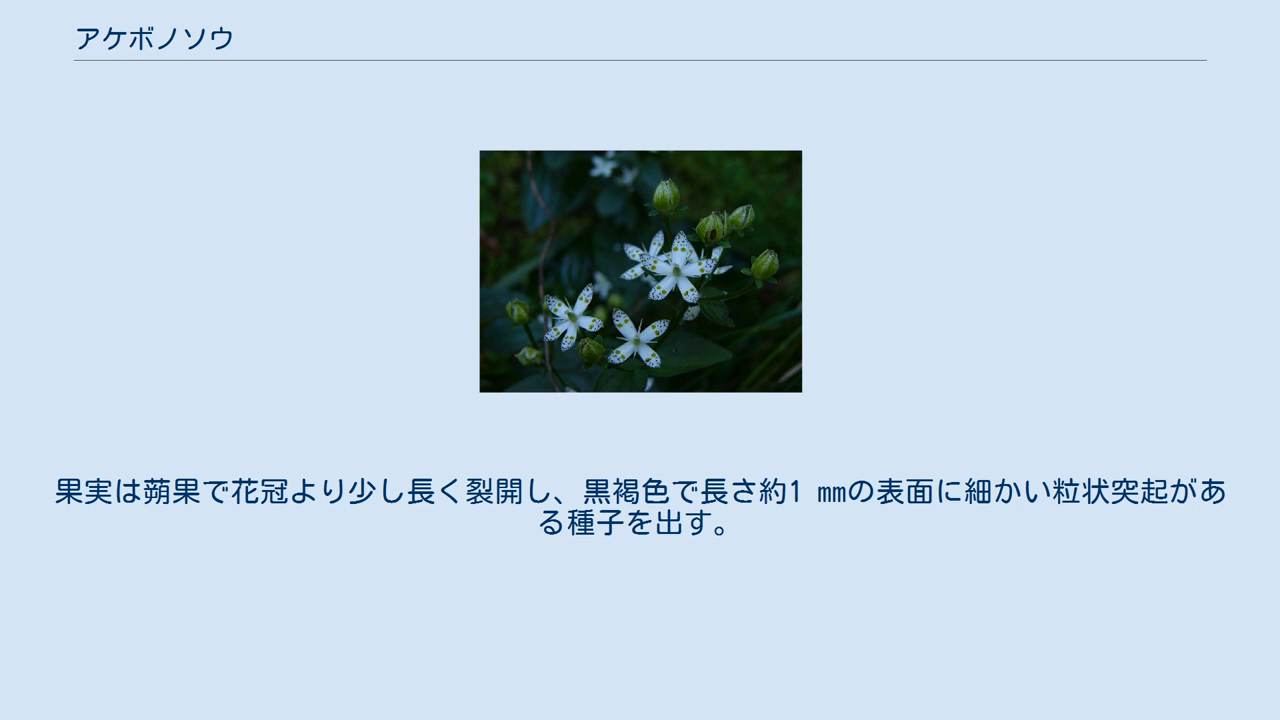 アケボノソウ
果実は蒴果で花冠より少し長く裂開し、黒褐色で長さ約1 mmの表面に細かい粒状突起があ
る種子を出す。